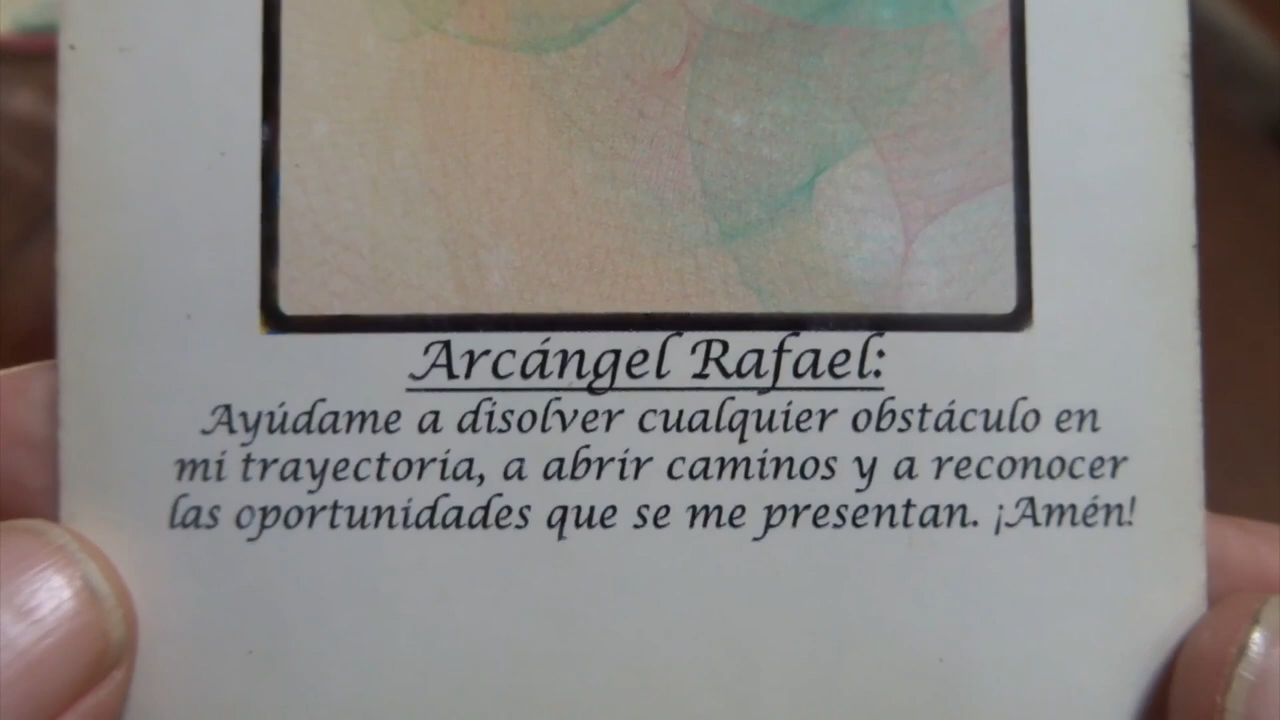 Arcángel Rafael:
Ayúdame a disolver cualquier obstáculo en
mi trayectoria, a abrir caminos y a reconocer
las oportunidades que se me presentan. ¡Amén!